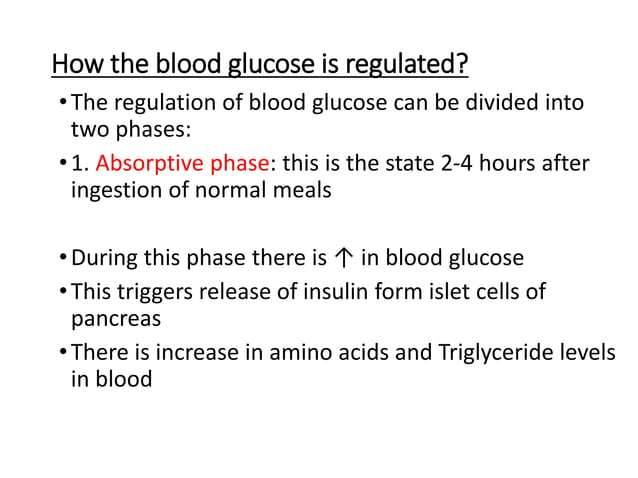 How the blood glucose is regulated?
• The regulation of blood glucose can be divided into
two phases:
• 1. Absorptive phase: this is the state 2-4 hours after
ingestion of normal meals
• During this phase there is ↑ in blood glucose
• This triggers release of insulin form islet cells of
pancreas
• There is increase in amino acids and Triglyceride levels
in blood